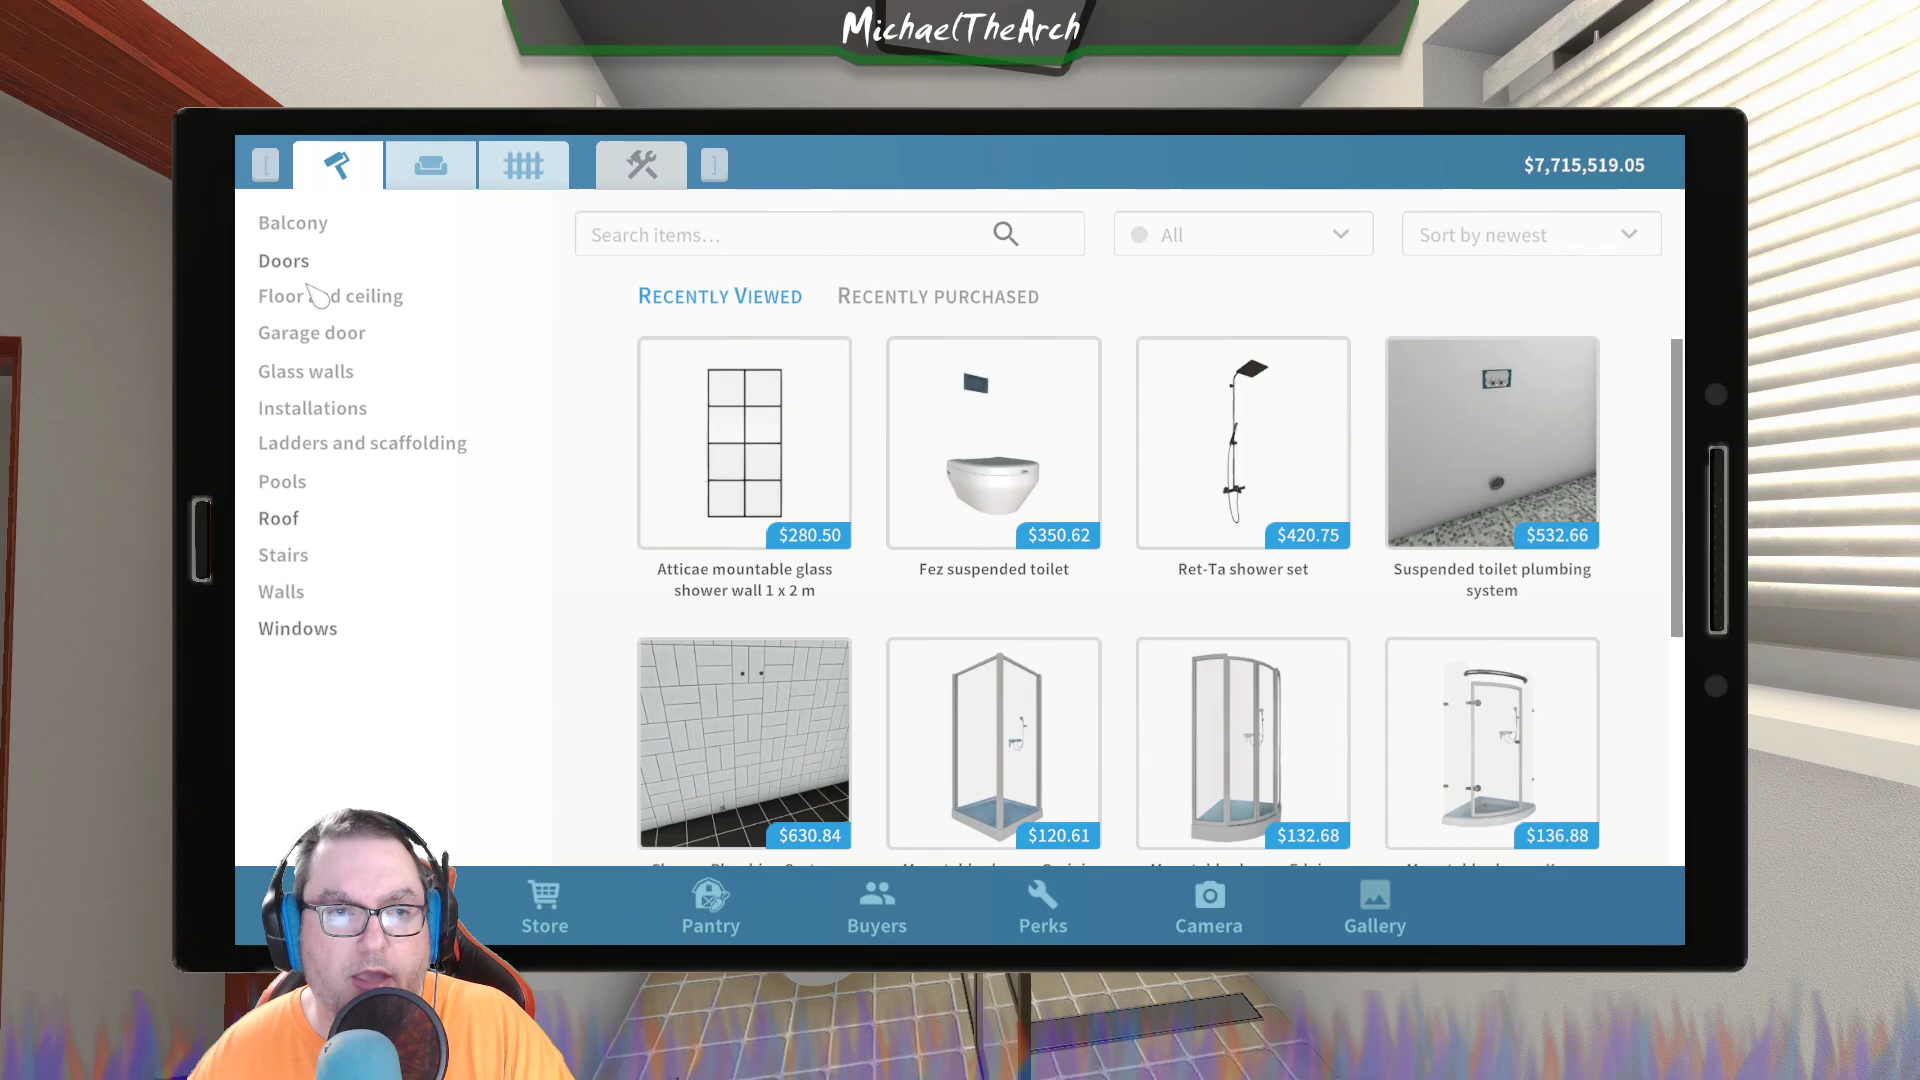 MichaelTheArch
[
]
$7,715,519.05
Balcony
Doors
Floor and ceiling
Garage door
Glass walls
Installations
Ladders and scaffolding
Pools
Roof
Stairs
Walls
Windows
Search items...
All
Sort by newest
RECENTLY VIEWED
RECENTLY PURCHASED
$280.50
$350.62
$420.75
$532.66
Atticae mountable glass
shower wall 1 x 2 m
Fez suspended toilet
Ret-Ta shower set
Suspended toilet plumbing
system
$630.84
$120.61
$132.68
$136.88
Store
Pantry
Buyers
Perks
Camera
Gallery